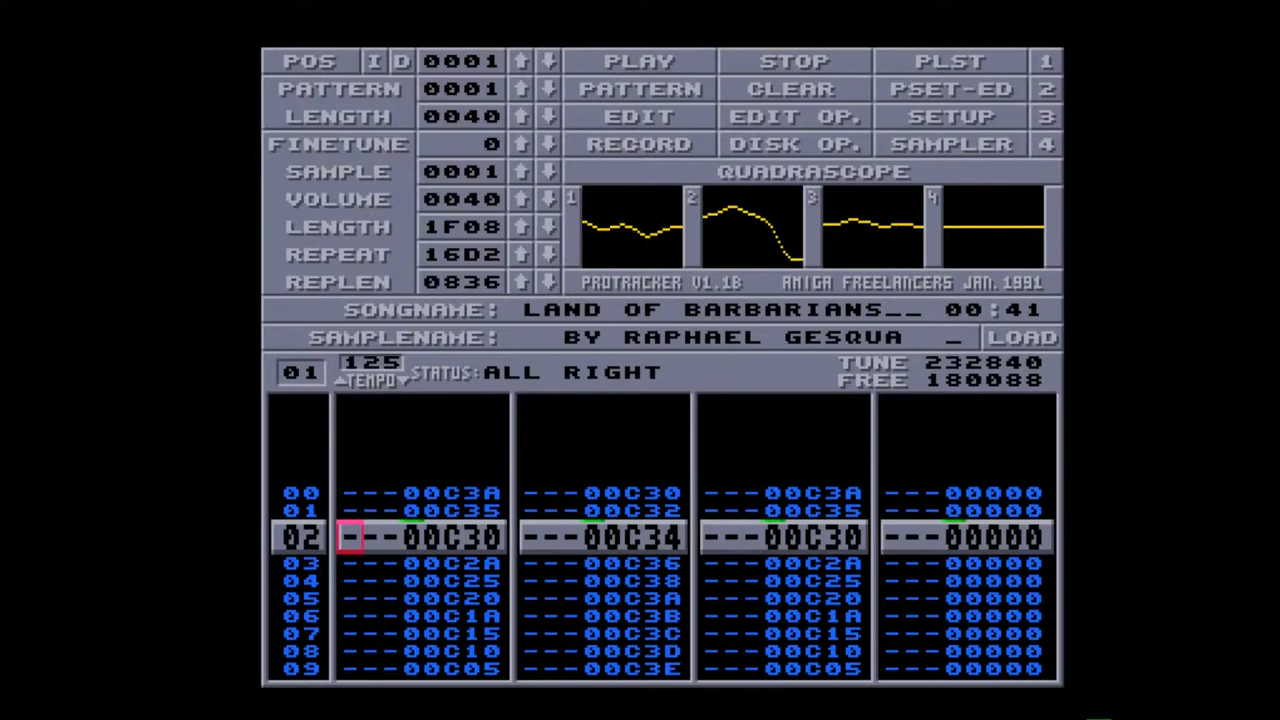 POS I D 0001 PLAY STOP PLST 1
PATTERN 0001 PATTERN CLEAR PSET-ED 2
LENGTH 0040 EDIT EDIT OP. SETUP 3
FINETUNE 0 RECORD DISK OP. SAMPLER 4
SAMPLE 0001 QUADRASCOPE
VOLUME 0040 1 2 3 4
LENGTH 1F08
REPEAT 16D2
REPLEN 0836 PROTRACKER V1.1B AMIGA FREELANCERS JAN.1991
SONGNAME: LAND OF BARBARIANS__ 00:41
SAMPLENAME: BY RAPHAEL GESQUA _ LOAD
01 125 TEMPO STATUS:ALL RIGHT TUNE 232840
FREE 180088
00 ---00C3A ---00C30 ---00C3A ---00000
01 ---00C35 ---00C32 ---00C35 ---00000
02 ---00C30 ---00C34 ---00C30 ---00000
03 ---00C2A ---00C36 ---00C2A ---00000
04 ---00C25 ---00C38 ---00C25 ---00000
05 ---00C20 ---00C3A ---00C20 ---00000
06 ---00C1A ---00C3B ---00C1A ---00000
07 ---00C15 ---00C3C ---00C15 ---00000
08 ---00C10 ---00C3D ---00C10 ---00000
09 ---00C05 ---00C3E ---00C05 ---00000